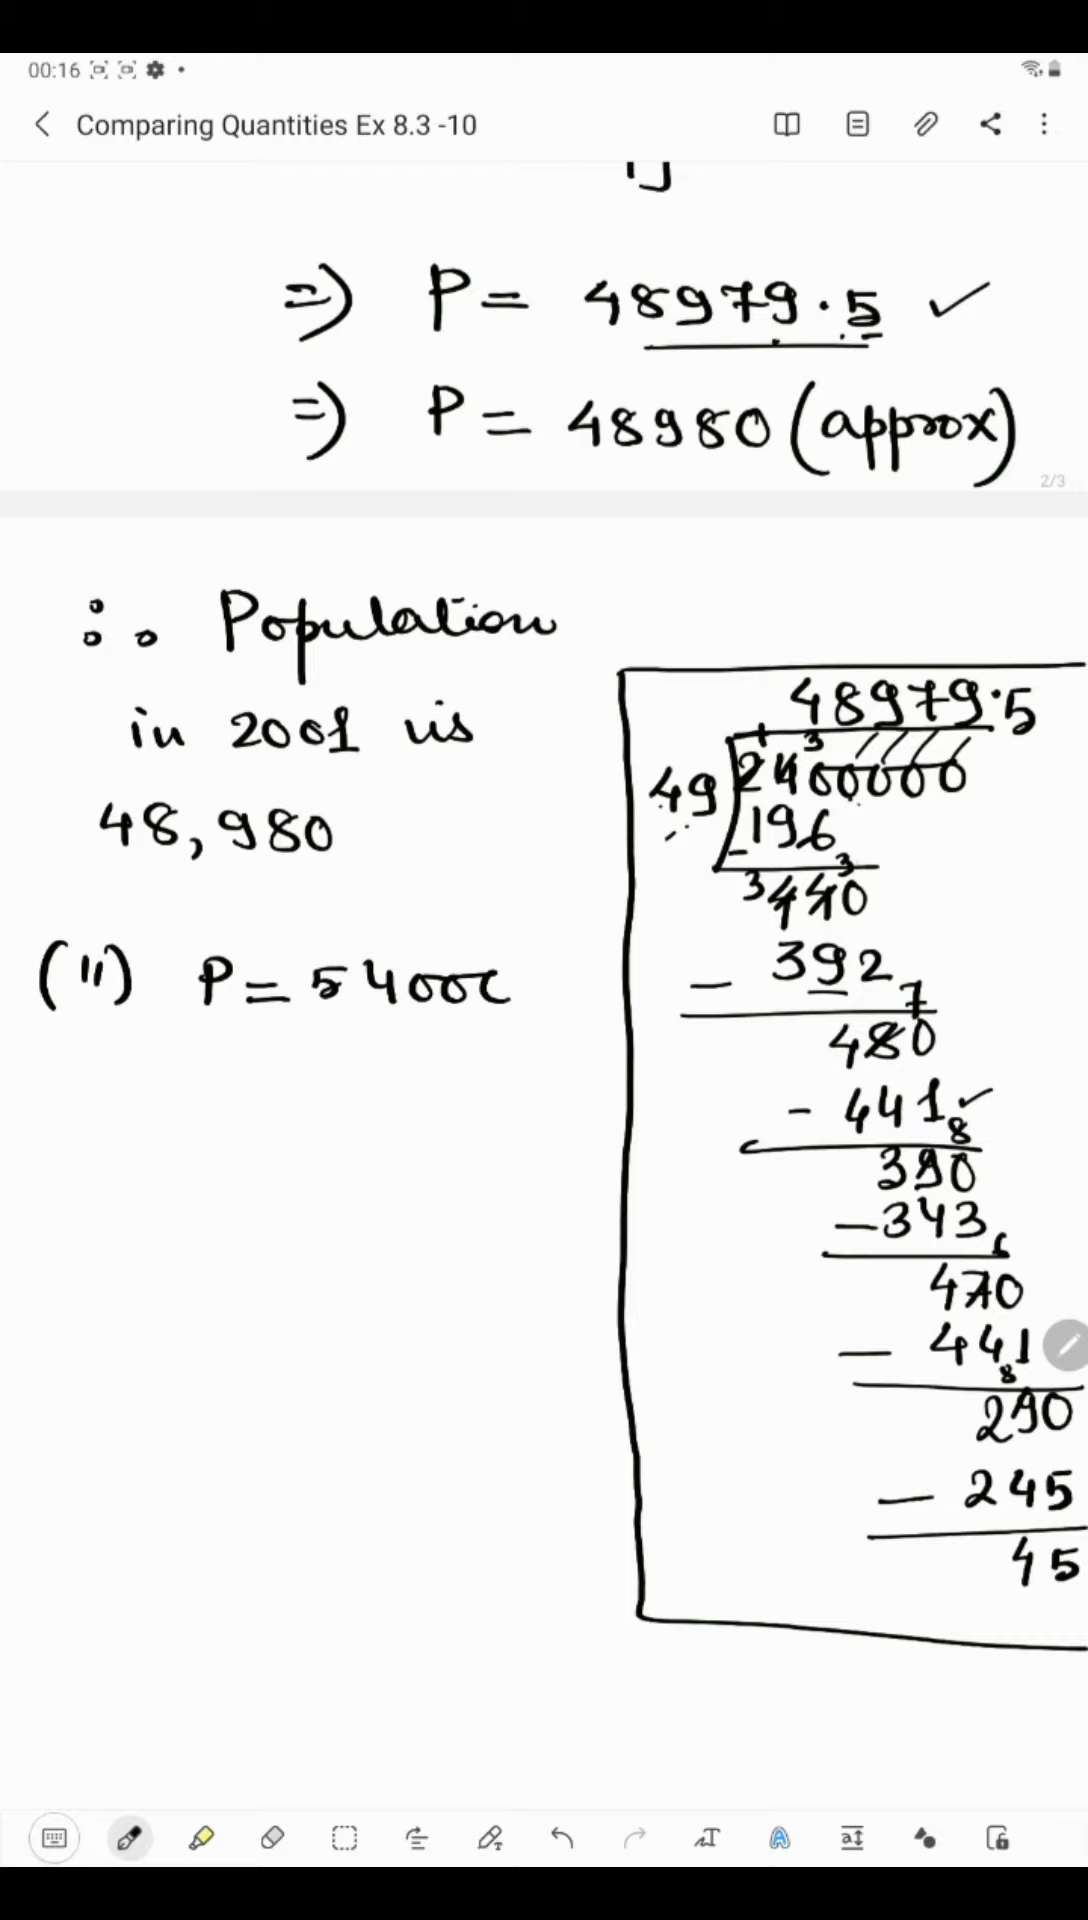 00:16
Comparing Quantities Ex 8.3 -10
=> P = 48979.5 ✓
=> P = 48980 (approx)
2/3
∴ Population
in 2001 is
48,980
(ii) P = 5400
48979.5
49 2400000
- 196
440
- 392
480
- 441 ✓
390
- 343
470
- 441
290
- 245
45